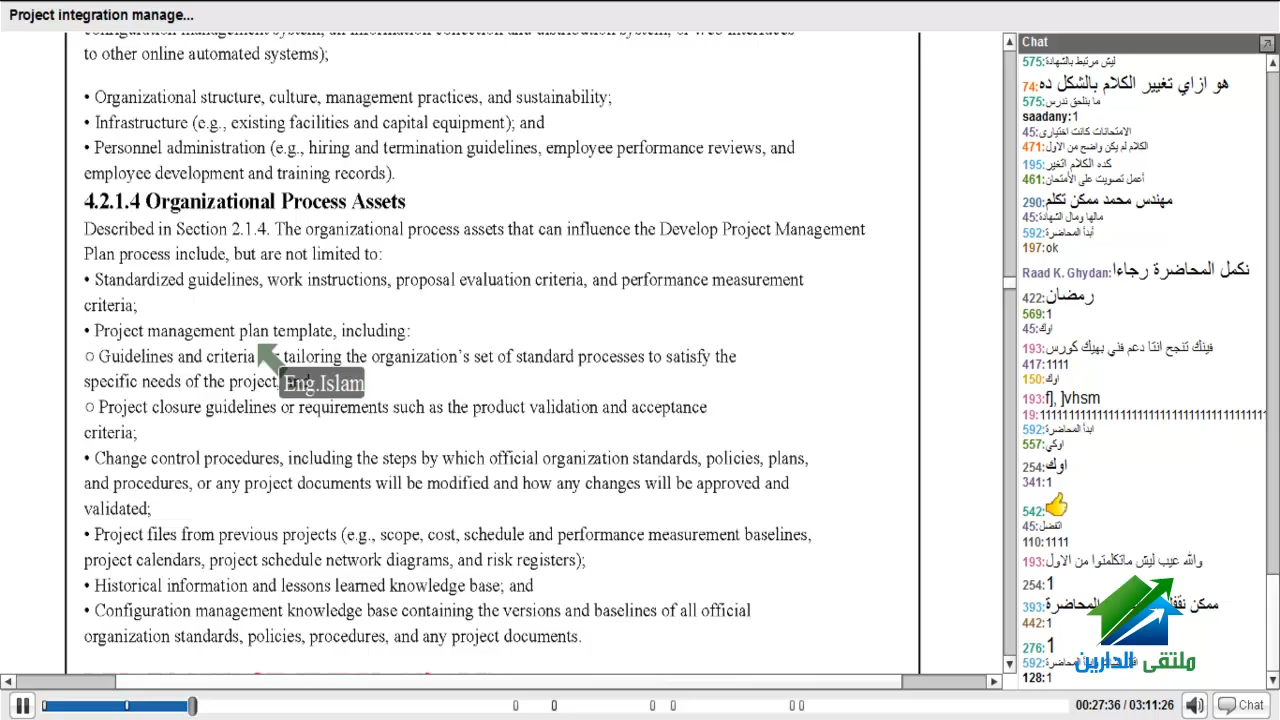 Project integration manage...
to other online automated systems);
• Organizational structure, culture, management practices, and sustainability;
• Infrastructure (e.g., existing facilities and capital equipment); and
• Personnel administration (e.g., hiring and termination guidelines, employee performance reviews, and
employee development and training records).
4.2.1.4 Organizational Process Assets
Described in Section 2.1.4. The organizational process assets that can influence the Develop Project Management
Plan process include, but are not limited to:
• Standardized guidelines, work instructions, proposal evaluation criteria, and performance measurement
criteria;
• Project management plan template, including:
○ Guidelines and criteria tailoring the organization's set of standard processes to satisfy the
specific needs of the project,
Eng.Islam
○ Project closure guidelines or requirements such as the product validation and acceptance
criteria;
• Change control procedures, including the steps by which official organization standards, policies, plans,
and procedures, or any project documents will be modified and how any changes will be approved and
validated;
• Project files from previous projects (e.g., scope, cost, schedule and performance measurement baselines,
project calendars, project schedule network diagrams, and risk registers);
• Historical information and lessons learned knowledge base; and
• Configuration management knowledge base containing the versions and baselines of all official
organization standards, policies, procedures, and any project documents.
Chat
575:ليش مرتبط بالشهادة
74:هو ازاي تغيير الكلام بالشكل ده
575:ما بنلحق ندرس
saadany:1
45:الامتحانات كانت اختيارى
471:الكلام لم يكن واضح من الاول
195:كده الكلام اتغير
461:أعمل تصويت على الأمتحان
290:مهندس محمد ممكن تكلم
45:مالها ومال الشهادة
592:أبدأ المحاضرة
197:ok
Raad K. Ghydan:نكمل المحاضرة رجاءا
422:رمضان
569:1
45:اوك
193:فينك تنجح انتا دعم فني بهيك كورس
417:1111
150:اوك
193:f], ]vhsm
19:1111111111111111111111111111111111111
592:ابدأ المحاضرة
557:اوكي
254:اوك
341:1
542:
45:اتفضل
110:1111
193:والله عيب ليش ماتكلمتوا من الاول
254:1
393:ممكن المحاضرة
442:1
276:1
592:المحاضرة
128:1
ملتقى الدارين
00:27:36 / 03:11:26
Chat